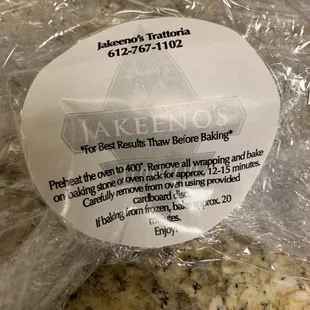 Jakeeno's Trattoria
612-767-1102
JAKEENO'S
*For Best Results Thaw Before Baking*
Preheat the oven to 400°. Remove all wrapping and bake
on baking stone or oven rack for approx. 12-15 minutes.
Carefully remove from oven using provided
cardboard disc.
If baking from frozen, bake approx. 20
minutes.
Enjoy!